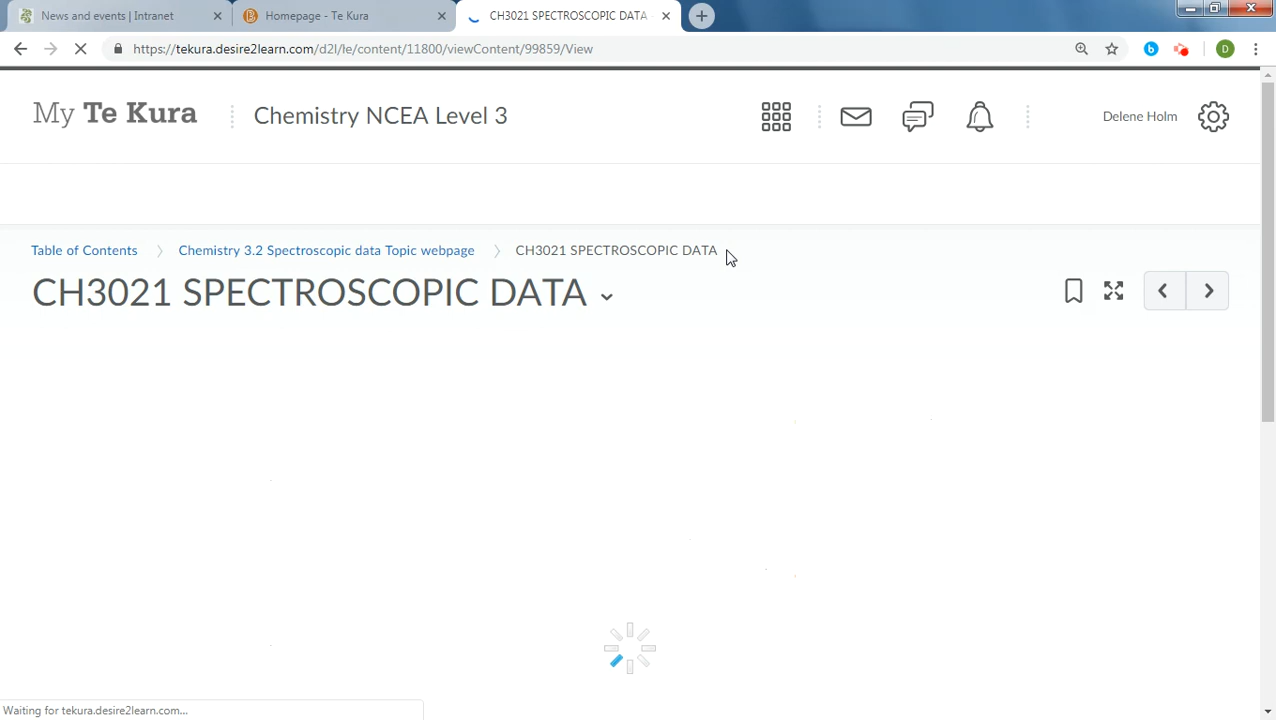 News and events | Intranet
Homepage - Te Kura
CH3021 SPECTROSCOPIC DATA
https://tekura.desire2learn.com/d2l/le/content/11800/viewContent/99859/View
D
My Te Kura
Chemistry NCEA Level 3
Delene Holm
Table of Contents
Chemistry 3.2 Spectroscopic data Topic webpage
CH3021 SPECTROSCOPIC DATA
CH3021 SPECTROSCOPIC DATA
Waiting for tekura.desire2learn.com...